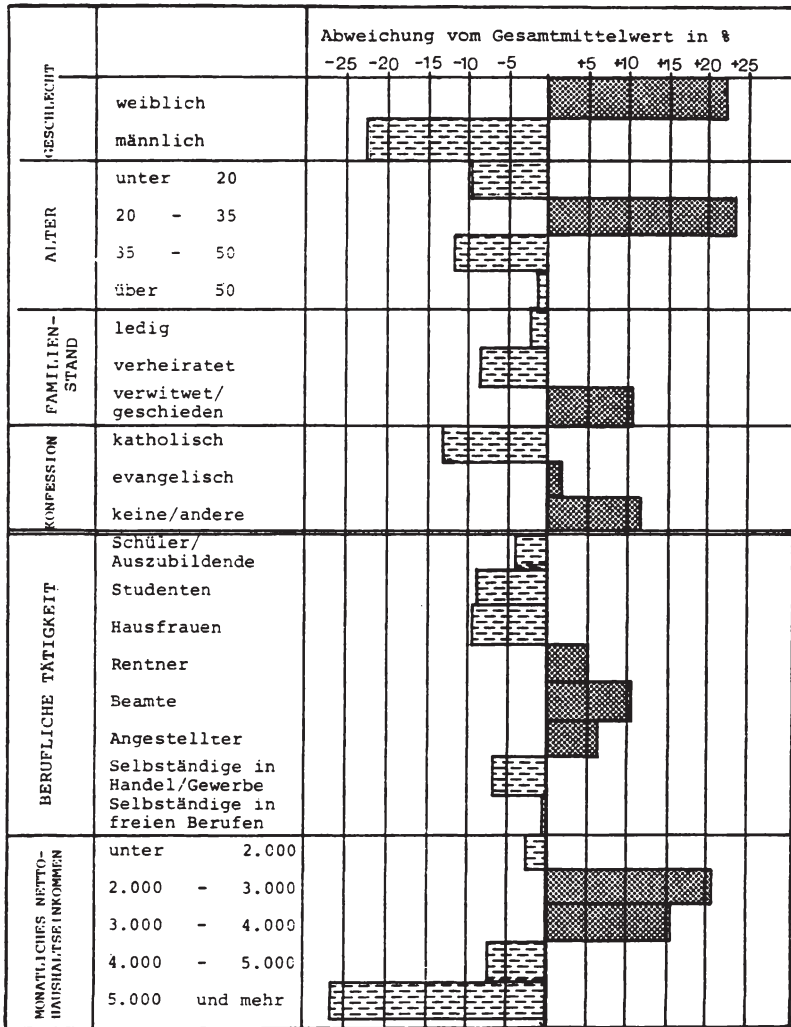 Abweichung vom Gesamtmittelwert in %
-25 -20 -15 -10 -5 +5 +10 +15 +20 +25
GESCHLECHT
weiblich
männlich
ALTER
unter 20
20 - 35
35 - 50
über 50
FAMILIEN-
STAND
ledig
verheiratet
verwitwet/
geschieden
KONFESSION
katholisch
evangelisch
keine/andere
BERUFLICHE TÄTIGKEIT
Schüler/
Auszubildende
Studenten
Hausfrauen
Rentner
Beamte
Angestellter
Selbständige in
Handel/Gewerbe
Selbständige in
freien Berufen
MONATLICHES NETTO-
HAUSHALTSEINKOMMEN
unter 2.000
2.000 - 3.000
3.000 - 4.000
4.000 - 5.000
5.000 und mehr